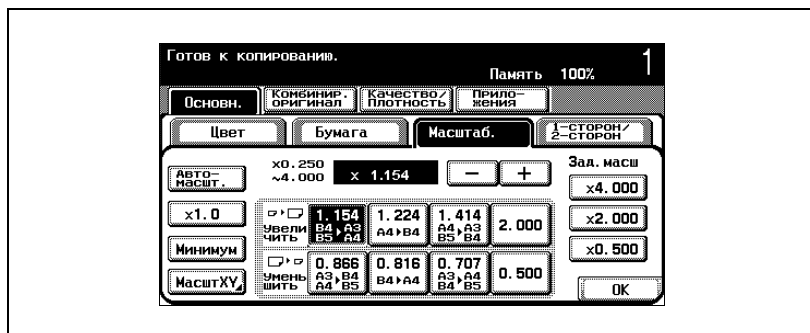 Готов к копированию.
Память 100% 1
Основн. Комбинир. оригинал Качество/ плотность Прило- жения
Цвет Бумага Масштаб. 1-СТОРОН/ 2-СТОРОН
Авто- масшт.
x0.250 ~4.000
x 1.154
− +
Зад. масш
x4.000
x2.000
x0.500
x1.0
Минимум
МасштXY
Увели чить
1.154 B4▸A3 B5▸A4
1.224 A4▸B4
1.414 A4▸A3 B5▸B4
2.000
Умень шить
0.866 A3▸B4 A4▸B5
0.816 B4▸A4
0.707 A3▸A4 B4▸B5
0.500
OK